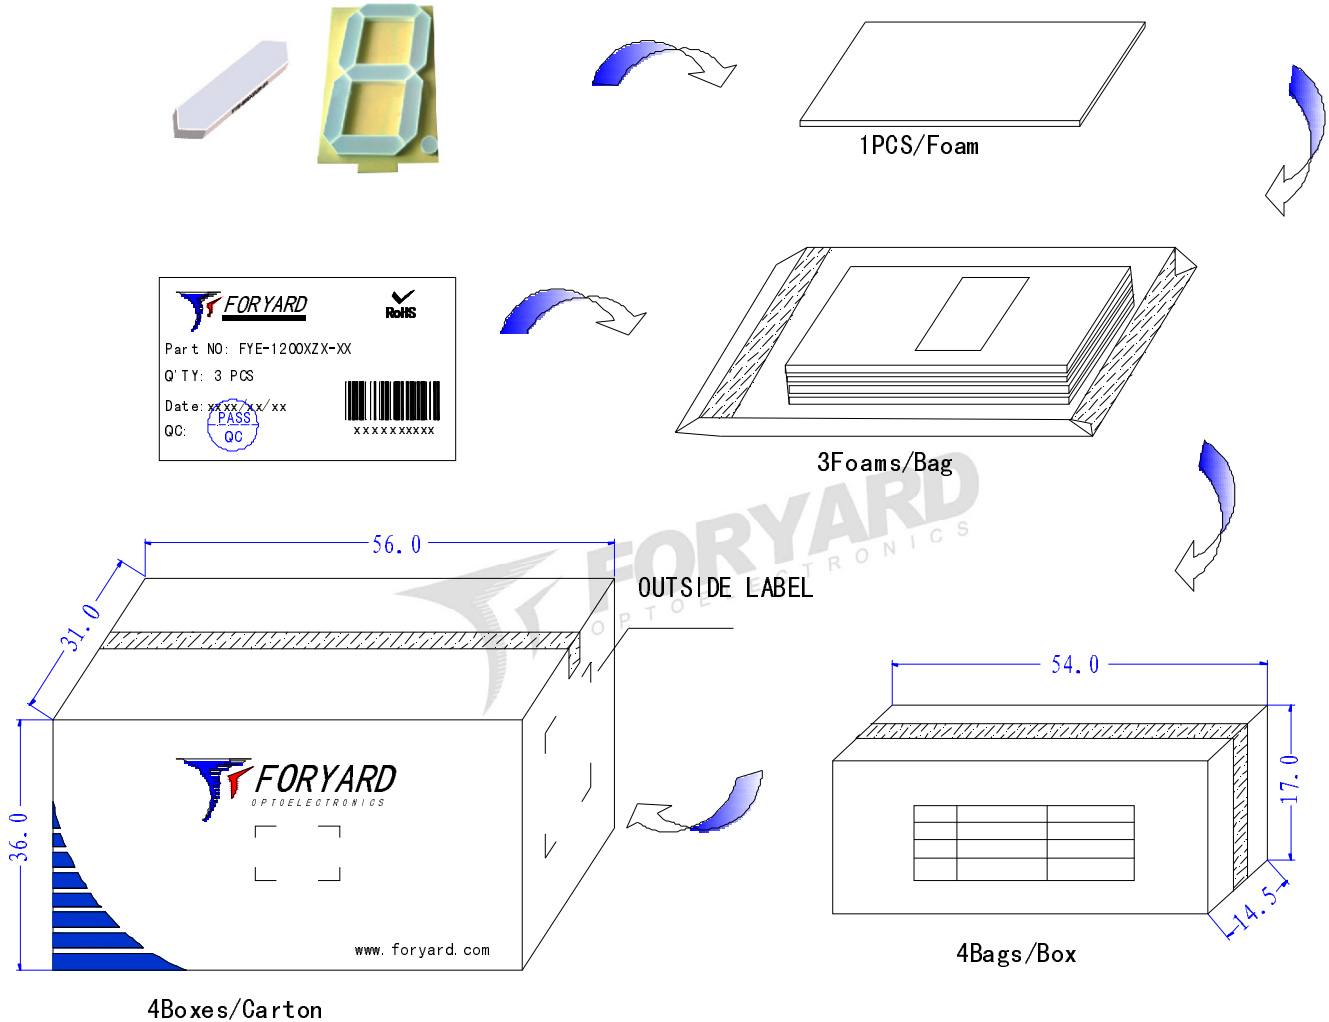 1PCS/Foam
FORYARD
RoHS
Part NO: FYE-1200XZX-XX
Q'TY: 3 PCS
Date:xxxx/xx/xx
QC:
PASS
QC
xxxxxxxxxx
3Foams/Bag
FORYARD
OPTOELECTRONICS
56.0
31.0
36.0
OUTSIDE LABEL
FORYARD
OPTOELECTRONICS
www.foryard.com
4Boxes/Carton
54.0
17.0
14.5
4Bags/Box